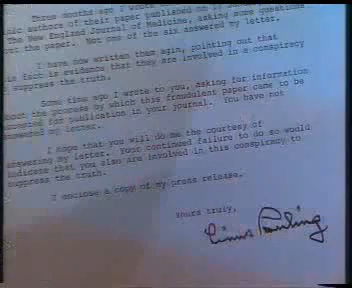 Three months ago I wrote
authors of their paper published on
The New England Journal of Medicine, asking some questions
about the paper. Not one of the six answered my letter.
I have now written them again, pointing out that
this fact is evidence that they are involved in a conspiracy
to suppress the truth.
Some time ago I wrote to you, asking for information
about the process by which this fraudulent paper came to be
for publication in your journal. You have not
answered my letter.
I hope that you will do me the courtesy of
answering my letter. Your continued failure to do so would
indicate that you also are involved in this conspiracy to
suppress the truth.
I enclose a copy of my press release.
Yours truly,
Linus Pauling